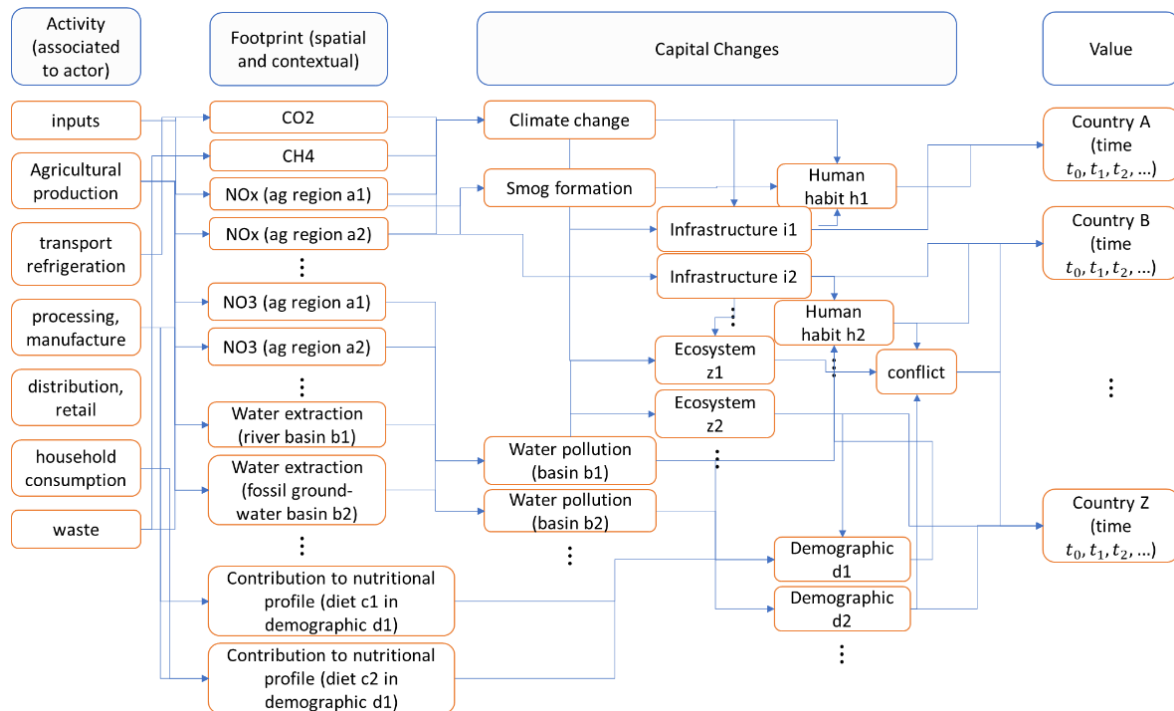 Activity
(associated
to actor)
Footprint (spatial
and contextual)
Capital Changes
Value
inputs
Agricultural
production
transport
refrigeration
processing,
manufacture
distribution,
retail
household
consumption
waste
CO2
CH4
NOx (ag region a1)
NOx (ag region a2)
NO3 (ag region a1)
NO3 (ag region a2)
Water extraction
(river basin b1)
Water extraction
(fossil ground-
water basin b2)
Contribution to nutritional
profile (diet c1 in
demographic d1)
Contribution to nutritional
profile (diet c2 in
demographic d1)
Climate change
Smog formation
Human
habit h1
Infrastructure i1
Infrastructure i2
Human
habit h2
Ecosystem
z1
conflict
Ecosystem
z2
Water pollution
(basin b1)
Water pollution
(basin b2)
Demographic
d1
Demographic
d2
Country A
(time
t₀, t₁, t₂, ...)
Country B
(time
t₀, t₁, t₂, ...)
Country Z
(time
t₀, t₁, t₂, ...)